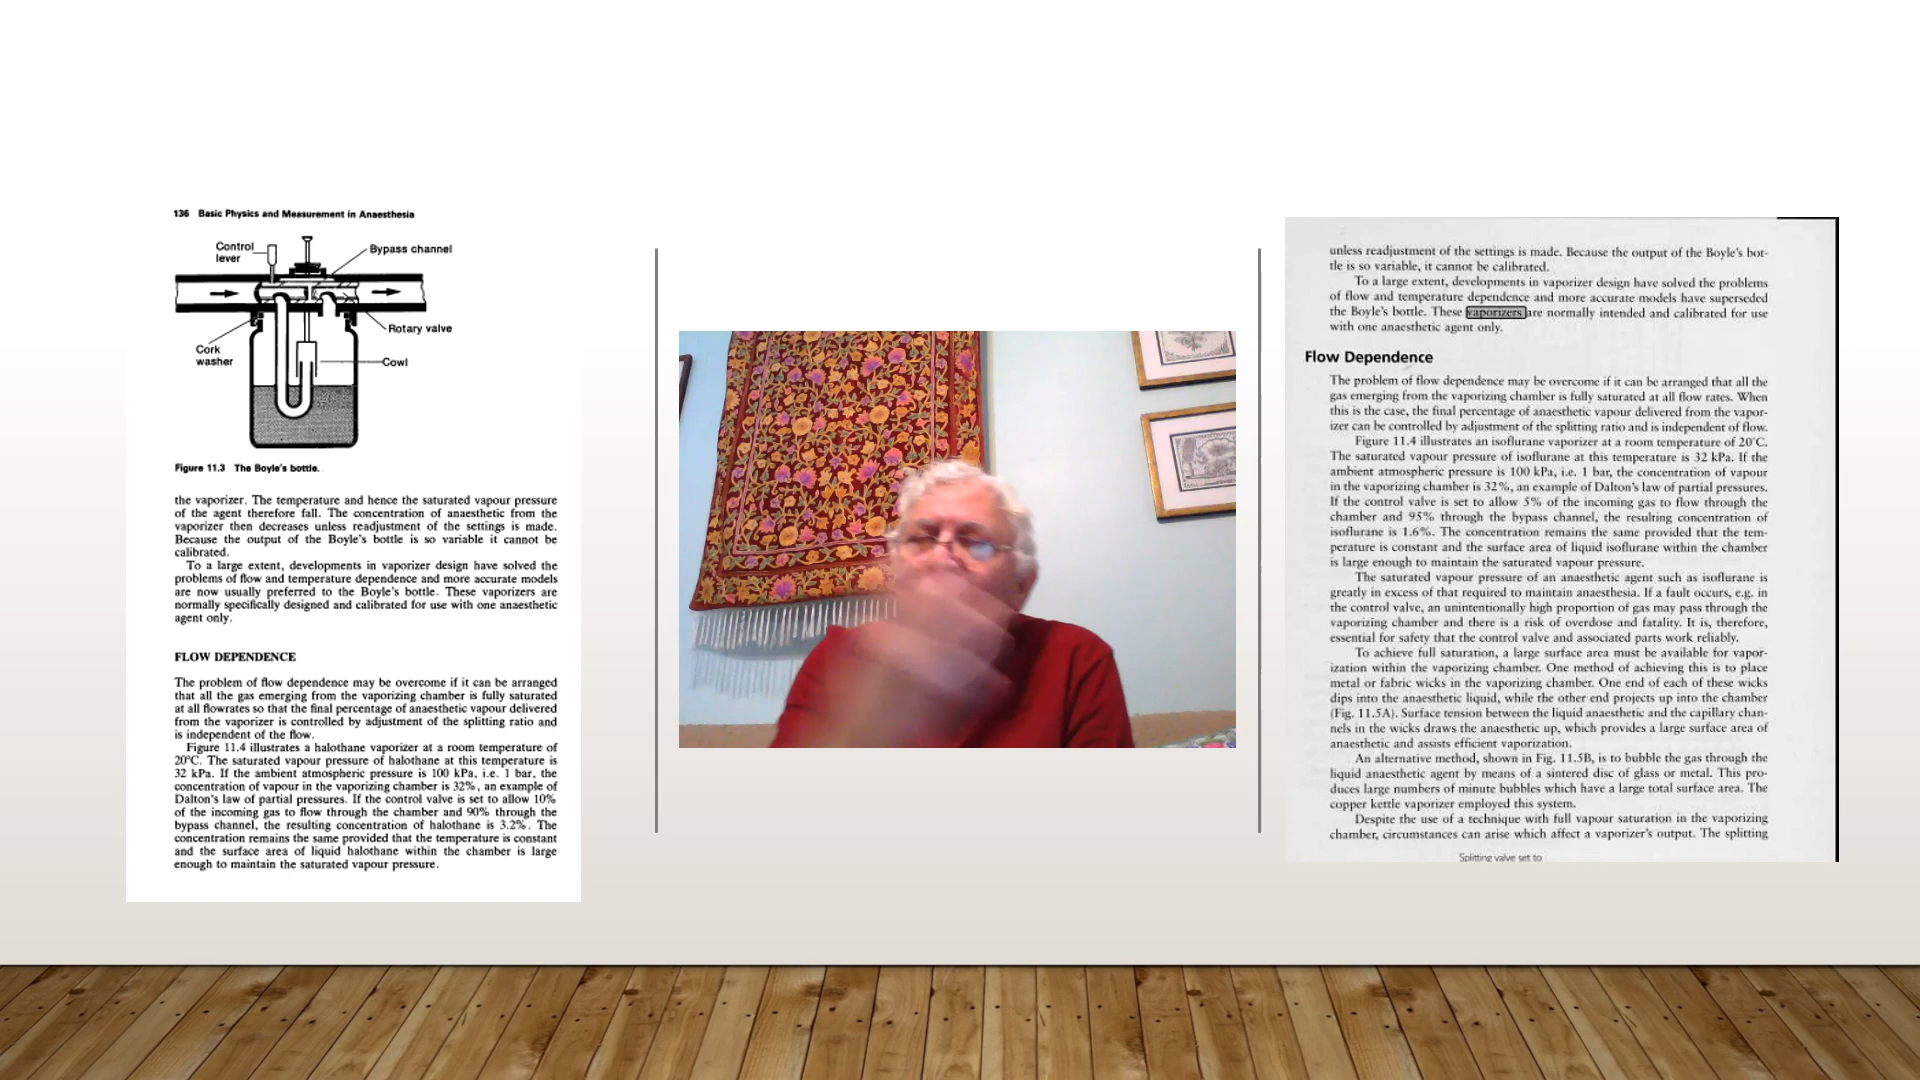 136 Basic Physics and Measurement in Anaesthesia
Control
lever
Bypass channel
Rotary valve
Cork
washer
Cowl
Figure 11.3 The Boyle's bottle.
the vaporizer. The temperature and hence the saturated vapour pressure
of the agent therefore fall. The concentration of anaesthetic from the
vaporizer then decreases unless readjustment of the settings is made.
Because the output of the Boyle's bottle is so variable it cannot be
calibrated.
To a large extent, developments in vaporizer design have solved the
problems of flow and temperature dependence and more accurate models
are now usually preferred to the Boyle's bottle. These vaporizers are
normally specifically designed and calibrated for use with one anaesthetic
agent only.
FLOW DEPENDENCE
The problem of flow dependence may be overcome if it can be arranged
that all the gas emerging from the vaporizing chamber is fully saturated
at all flowrates so that the final percentage of anaesthetic vapour delivered
from the vaporizer is controlled by adjustment of the splitting ratio and
is independent of the flow.
Figure 11.4 illustrates a halothane vaporizer at a room temperature of
20°C. The saturated vapour pressure of halothane at this temperature is
32 kPa. If the ambient atmospheric pressure is 100 kPa, i.e. 1 bar, the
concentration of vapour in the vaporizing chamber is 32%, an example of
Dalton's law of partial pressures. If the control valve is set to allow 10%
of the incoming gas to flow through the chamber and 90% through the
bypass channel, the resulting concentration of halothane is 3.2%. The
concentration remains the same provided that the temperature is constant
and the surface area of liquid halothane within the chamber is large
enough to maintain the saturated vapour pressure.
unless readjustment of the settings is made. Because the output of the Boyle's bot-
tle is so variable, it cannot be calibrated.
To a large extent, developments in vaporizer design have solved the problems
of flow and temperature dependence and more accurate models have superseded
the Boyle's bottle. These vaporizers are normally intended and calibrated for use
with one anaesthetic agent only.
Flow Dependence
The problem of flow dependence may be overcome if it can be arranged that all the
gas emerging from the vaporizing chamber is fully saturated at all flow rates. When
this is the case, the final percentage of anaesthetic vapour delivered from the vapor-
izer can be controlled by adjustment of the splitting ratio and is independent of flow.
Figure 11.4 illustrates an isoflurane vaporizer at a room temperature of 20°C.
The saturated vapour pressure of isoflurane at this temperature is 32 kPa. If the
ambient atmospheric pressure is 100 kPa, i.e. 1 bar, the concentration of vapour
in the vaporizing chamber is 32%, an example of Dalton's law of partial pressures.
If the control valve is set to allow 5% of the incoming gas to flow through the
chamber and 95% through the bypass channel, the resulting concentration of
isoflurane is 1.6%. The concentration remains the same provided that the tem-
perature is constant and the surface area of liquid isoflurane within the chamber
is large enough to maintain the saturated vapour pressure.
The saturated vapour pressure of an anaesthetic agent such as isoflurane is
greatly in excess of that required to maintain anaesthesia. If a fault occurs, e.g. in
the control valve, an unintentionally high proportion of gas may pass through the
vaporizing chamber and there is a risk of overdose and fatality. It is, therefore,
essential for safety that the control valve and associated parts work reliably.
To achieve full saturation, a large surface area must be available for vapor-
ization within the vaporizing chamber. One method of achieving this is to place
metal or fabric wicks in the vaporizing chamber. One end of each of these wicks
dips into the anaesthetic liquid, while the other end projects up into the chamber
(Fig. 11.5A). Surface tension between the liquid anaesthetic and the capillary chan-
nels in the wicks draws the anaesthetic up, which provides a large surface area of
anaesthetic and assists efficient vaporization.
An alternative method, shown in Fig. 11.5B, is to bubble the gas through the
liquid anaesthetic agent by means of a sintered disc of glass or metal. This pro-
duces large numbers of minute bubbles which have a large total surface area. The
copper kettle vaporizer employed this system.
Despite the use of a technique with full vapour saturation in the vaporizing
chamber, circumstances can arise which affect a vaporizer's output. The splitting
Splitting valve set to